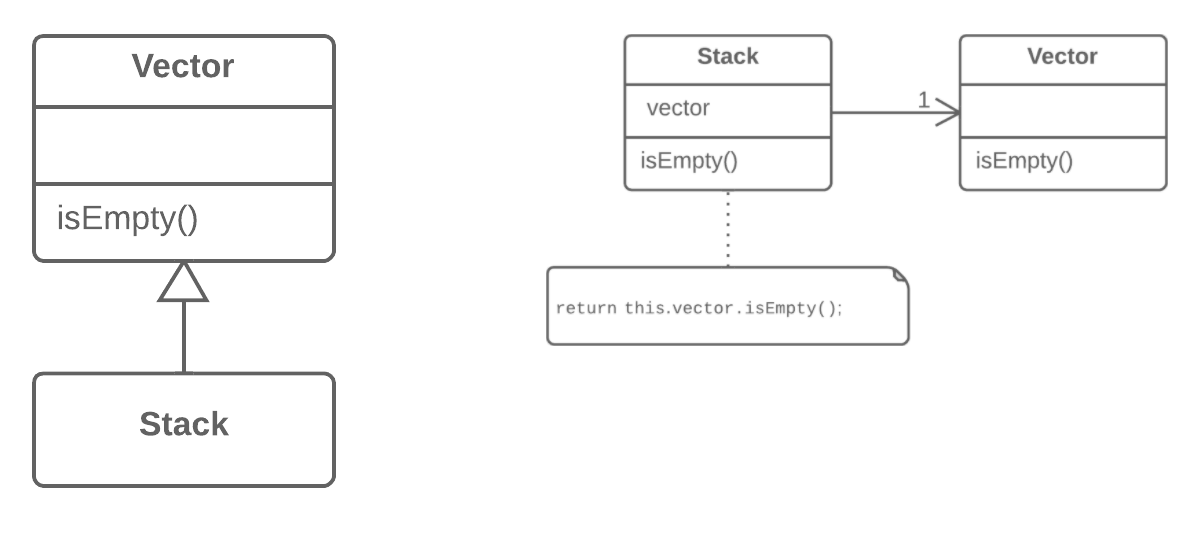 Vector
isEmpty()
Stack
Stack
vector
isEmpty()
1
Vector
isEmpty()
return this.vector.isEmpty();